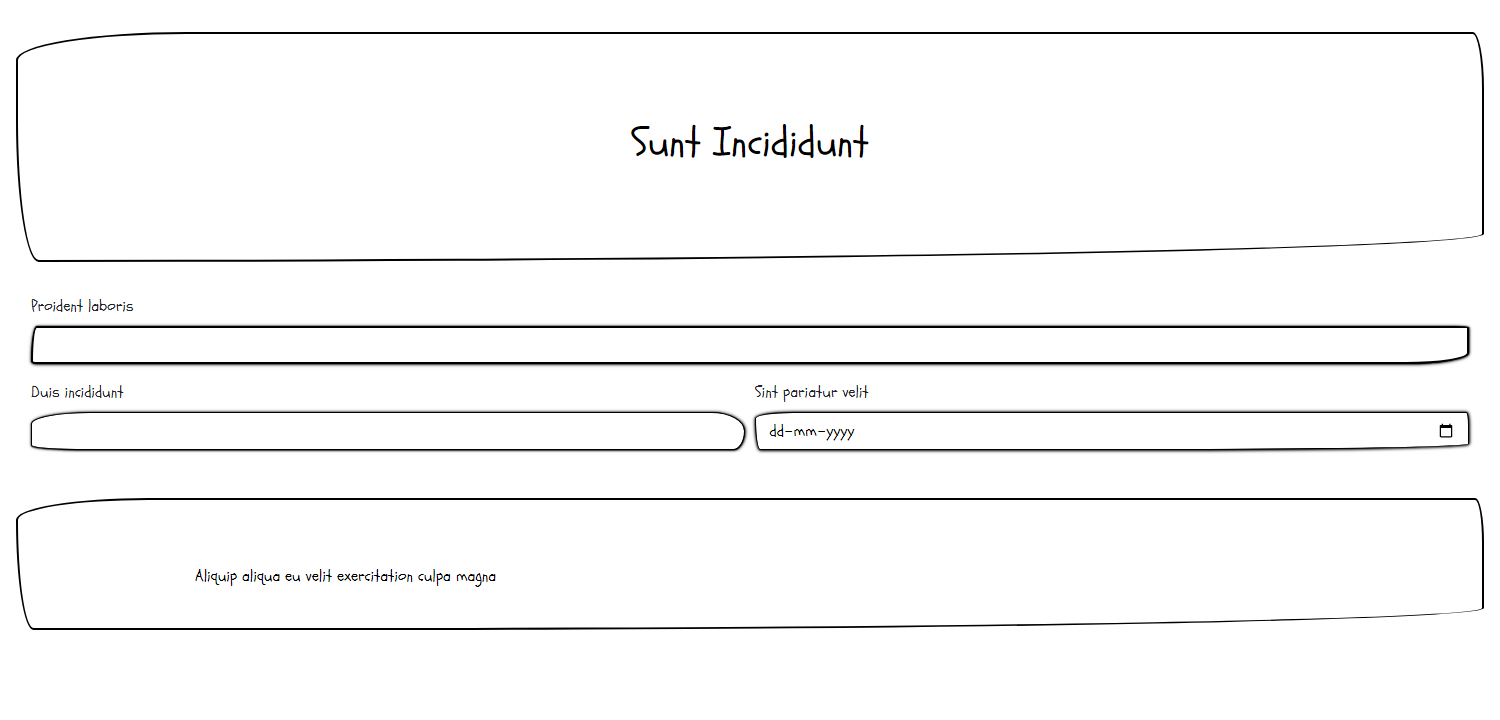 Sunt Incididunt
Proident laboris
Duis incididunt
Sint pariatur velit
dd-mm-yyyy
Aliquip aliqua eu velit exercitation culpa magna